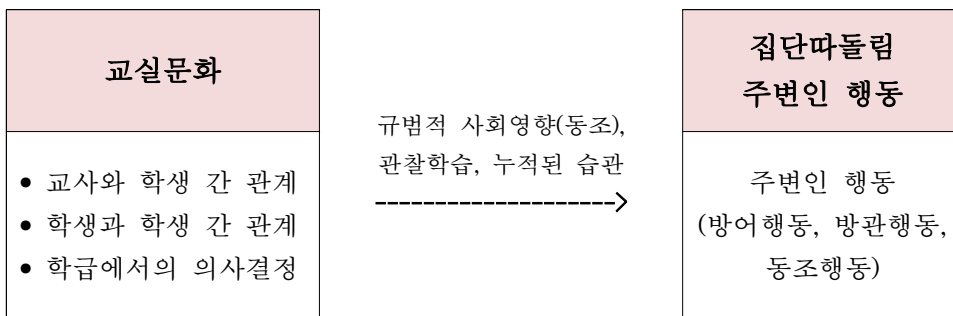 교실문화
• 교사와 학생 간 관계
• 학생과 학생 간 관계
• 학급에서의 의사결정
규범적 사회영향(동조),
관찰학습, 누적된 습관
집단따돌림
주변인 행동
주변인 행동
(방어행동, 방관행동,
동조행동)